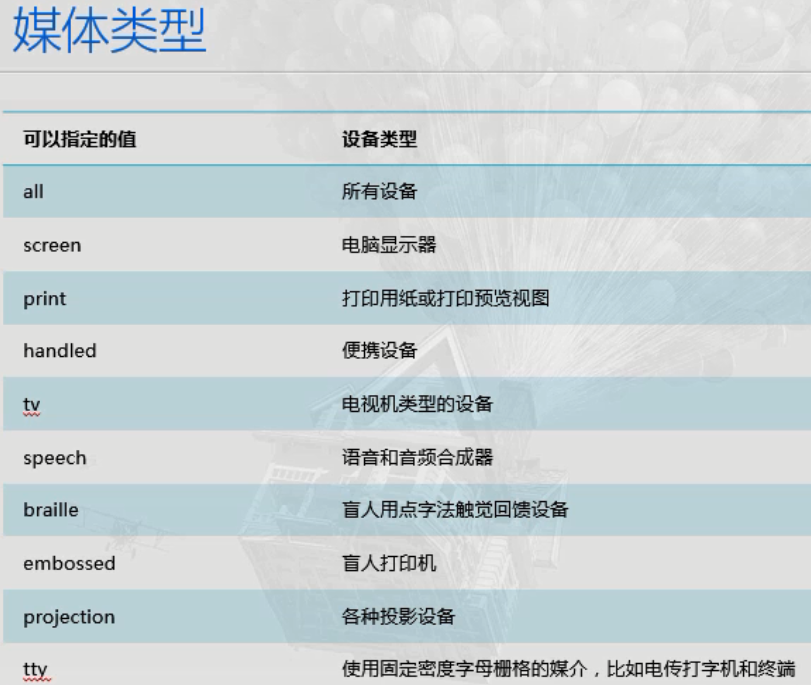 媒体类型
可以指定的值 设备类型
all 所有设备
screen 电脑显示器
print 打印用纸或打印预览视图
handled 便携设备
tv 电视机类型的设备
speech 语音和音频合成器
braille 盲人用点字法触觉回馈设备
embossed 盲人打印机
projection 各种投影设备
tty 使用固定密度字母栅格的媒介，比如电传打字机和终端